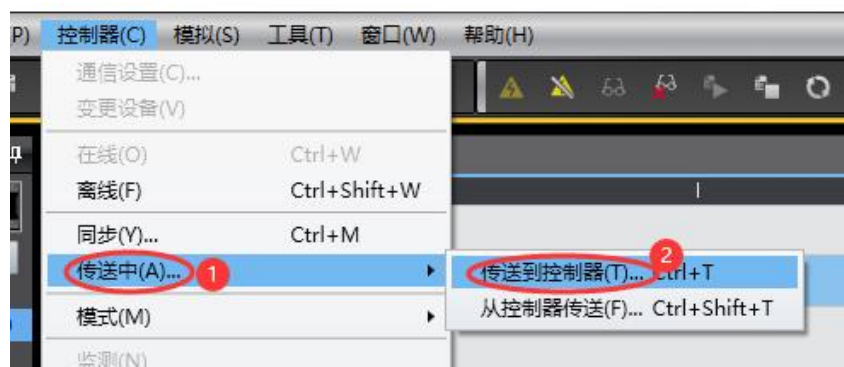 P) 控制器(C) 模拟(S) 工具(T) 窗口(W) 帮助(H)
通信设置(C)...
变更设备(V)
在线(O) Ctrl+W
离线(F) Ctrl+Shift+W
同步(Y)... Ctrl+M
传送中(A)... 1
2
传送到控制器(T)... Ctrl+T
模式(M)
从控制器传送(F)... Ctrl+Shift+T
监测(N)